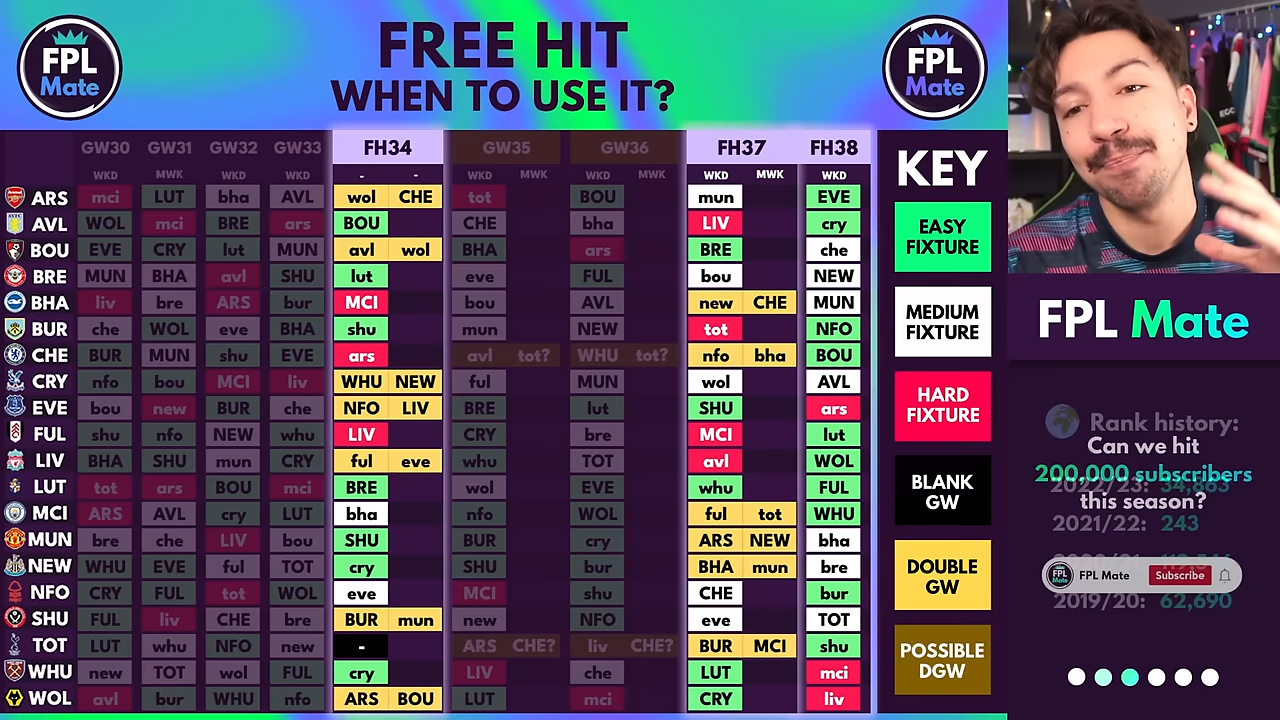 FPL
Mate
FREE HIT
WHEN TO USE IT?
FPL
Mate
GW30 GW31 GW32 GW33 FH34 GW35 GW36 FH37 FH38
WKD MWK WKD WKD - - WKD MWK WKD MWK WKD MWK WKD
ARS mci LUT bha AVL wol CHE tot BOU mun EVE
AVL WOL mci BRE ars BOU CHE bha LIV cry
BOU EVE CRY lut MUN avl wol BHA ars BRE che
BRE MUN BHA avl SHU lut eve FUL bou NEW
BHA liv bre ARS bur MCI bou AVL new CHE MUN
BUR che WOL eve BHA shu mun NEW tot NFO
CHE BUR MUN shu EVE ars avl tot? WHU tot? nfo bha BOU
CRY nfo bou MCI liv WHU NEW ful MUN wol AVL
EVE bou new BUR che NFO LIV BRE lut SHU ars
FUL shu nfo NEW whu LIV CRY bre MCI lut
LIV BHA SHU mun CRY ful eve whu TOT avl WOL
LUT tot ars BOU mci BRE wol EVE whu FUL
MCI ARS AVL cry LUT bha nfo WOL ful tot WHU
MUN bre che LIV bou SHU BUR cry ARS NEW bha
NEW WHU EVE ful TOT cry SHU bur BHA mun bre
NFO CRY FUL tot WOL eve MCI shu CHE bur
SHU FUL liv CHE bre BUR mun new NFO eve TOT
TOT LUT whu NFO new - ARS CHE? liv CHE? BUR MCI shu
WHU new TOT wol FUL cry LIV che LUT mci
WOL avl bur WHU nfo ARS BOU LUT mci CRY liv
KEY
EASY
FIXTURE
MEDIUM
FIXTURE
HARD
FIXTURE
BLANK
GW
DOUBLE
GW
POSSIBLE
DGW
FPL Mate
Rank history:
Can we hit
200,000 subscribers
this season?
2022/23: 34,863
2021/22: 243
FPL
Mate
FPL Mate
Subscribe
2019/20: 62,690